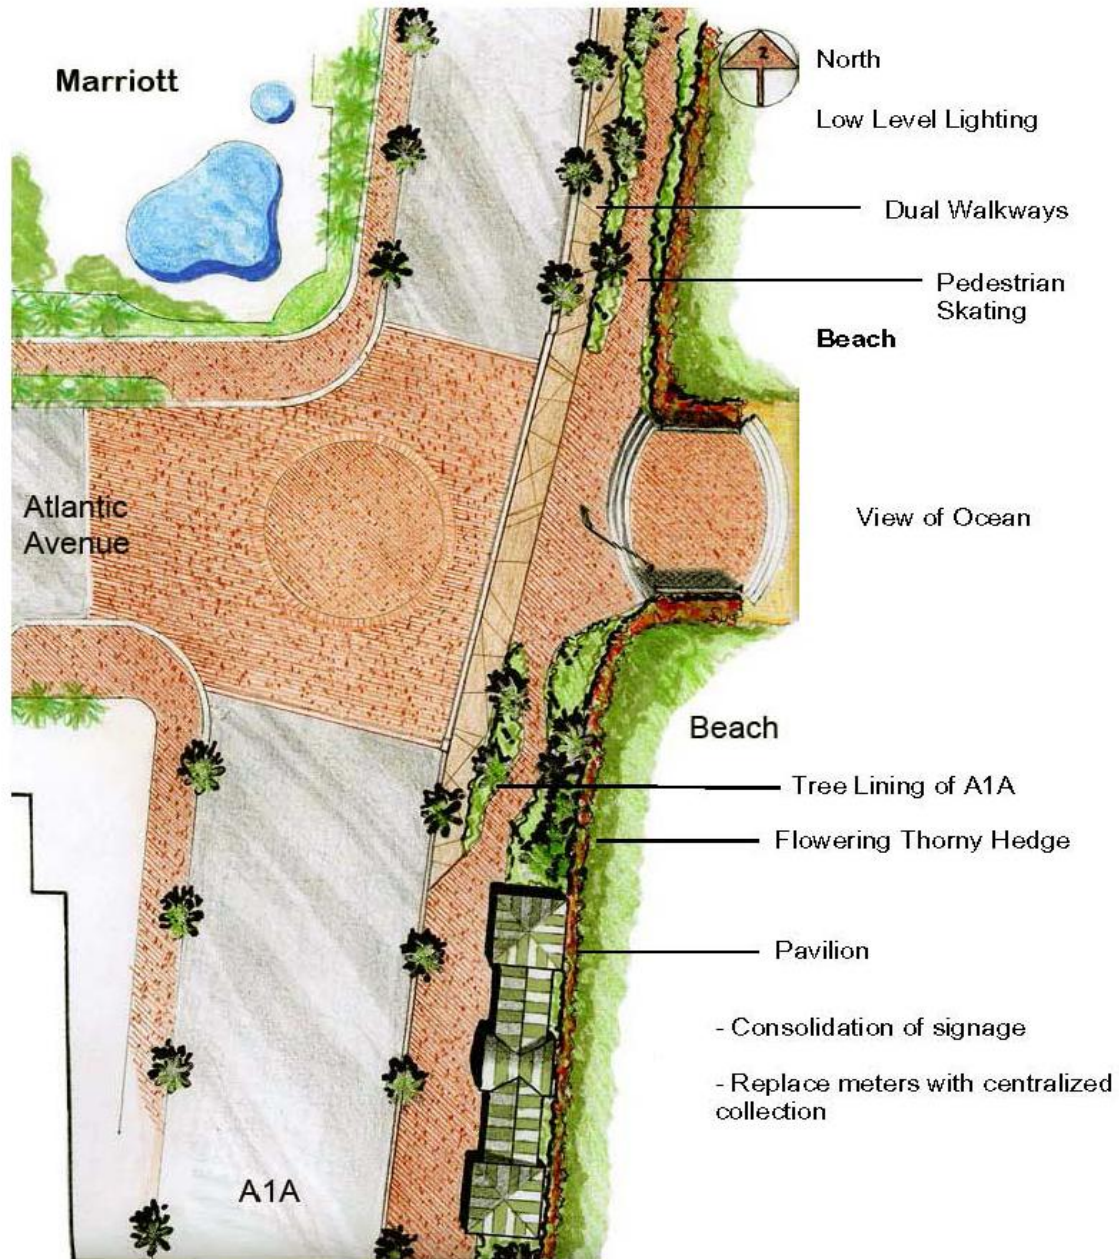 Marriott
2
North
Low Level Lighting
Dual Walkways
Pedestrian
Skating
Beach
Atlantic
Avenue
View of Ocean
Beach
Tree Lining of A1A
Flowering Thorny Hedge
Pavilion
- Consolidation of signage
- Replace meters with centralized
collection
A1A